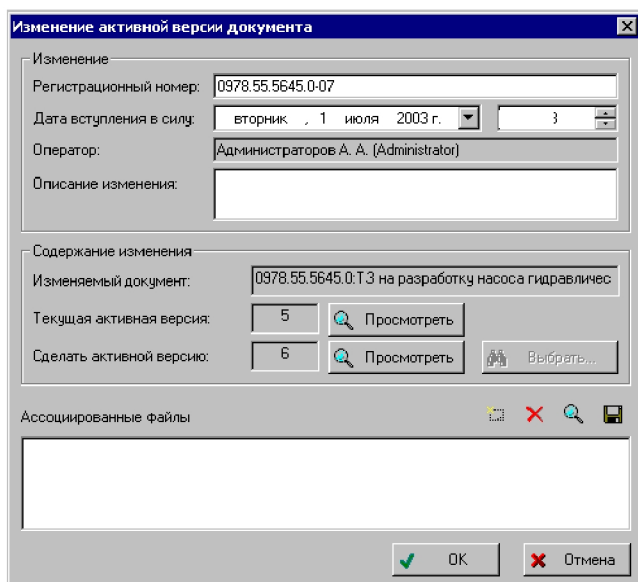 Изменение активной версии документа
Изменение
Регистрационный номер: 0978.55.5645.0-07
Дата вступления в силу: вторник , 1 июля 2003 г.
Оператор: Администраторов А. А. (Administrator)
Описание изменения:
Содержание изменения
Изменяемый документ: 0978.55.5645.0:ТЗ на разработку насоса гидравличес
Текущая активная версия: 5 Просмотреть
Сделать активной версию: 6 Просмотреть Выбрать...
Ассоциированные файлы
OK Отмена